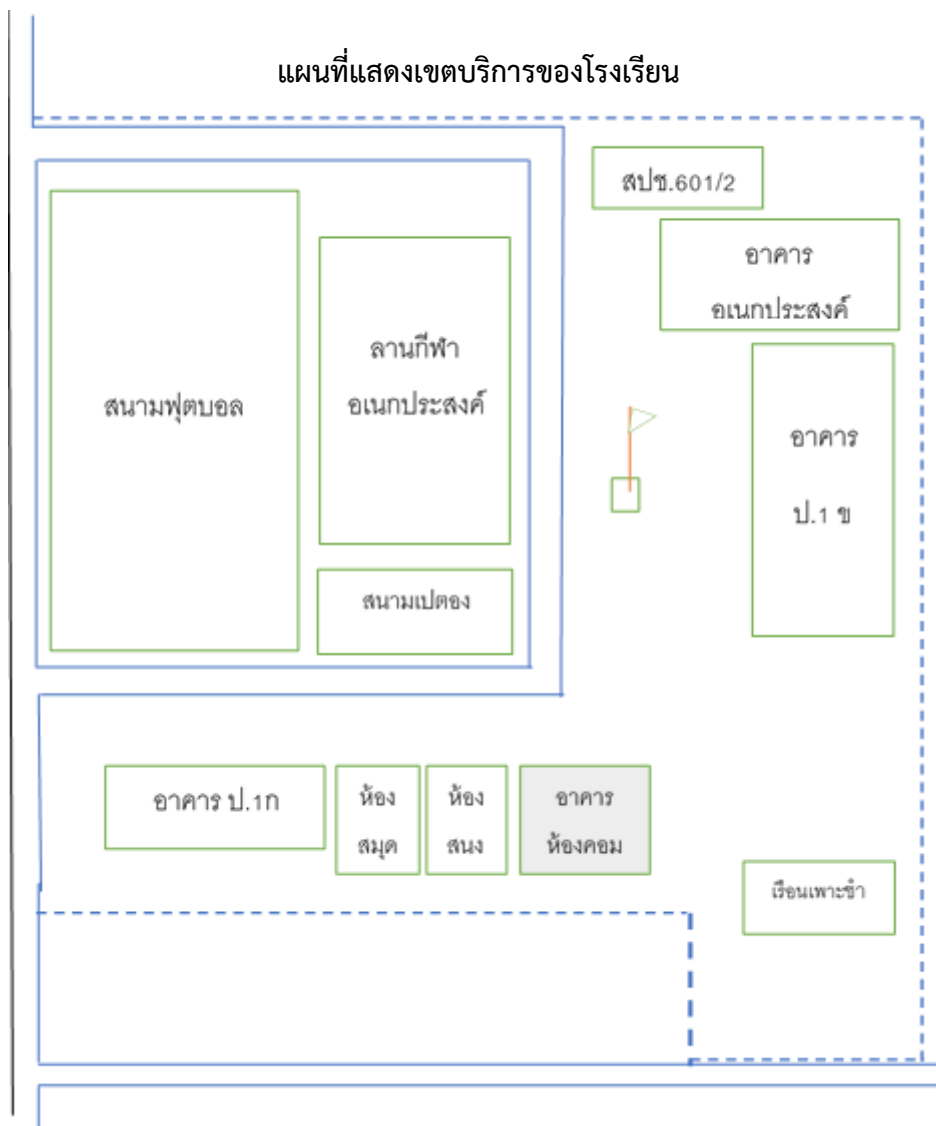 แผนที่แสดงเขตบริการของโรงเรียน
สปช.601/2
อาคาร
อเนกประสงค์
ลานกีฬา
อเนกประสงค์
สนามฟุตบอล
อาคาร
ป.1 ข
สนามเปตอง
อาคาร ป.1ก
ห้อง
สมุด
ห้อง
สนง
อาคาร
ห้องคอม
เรือนเพาะชำ